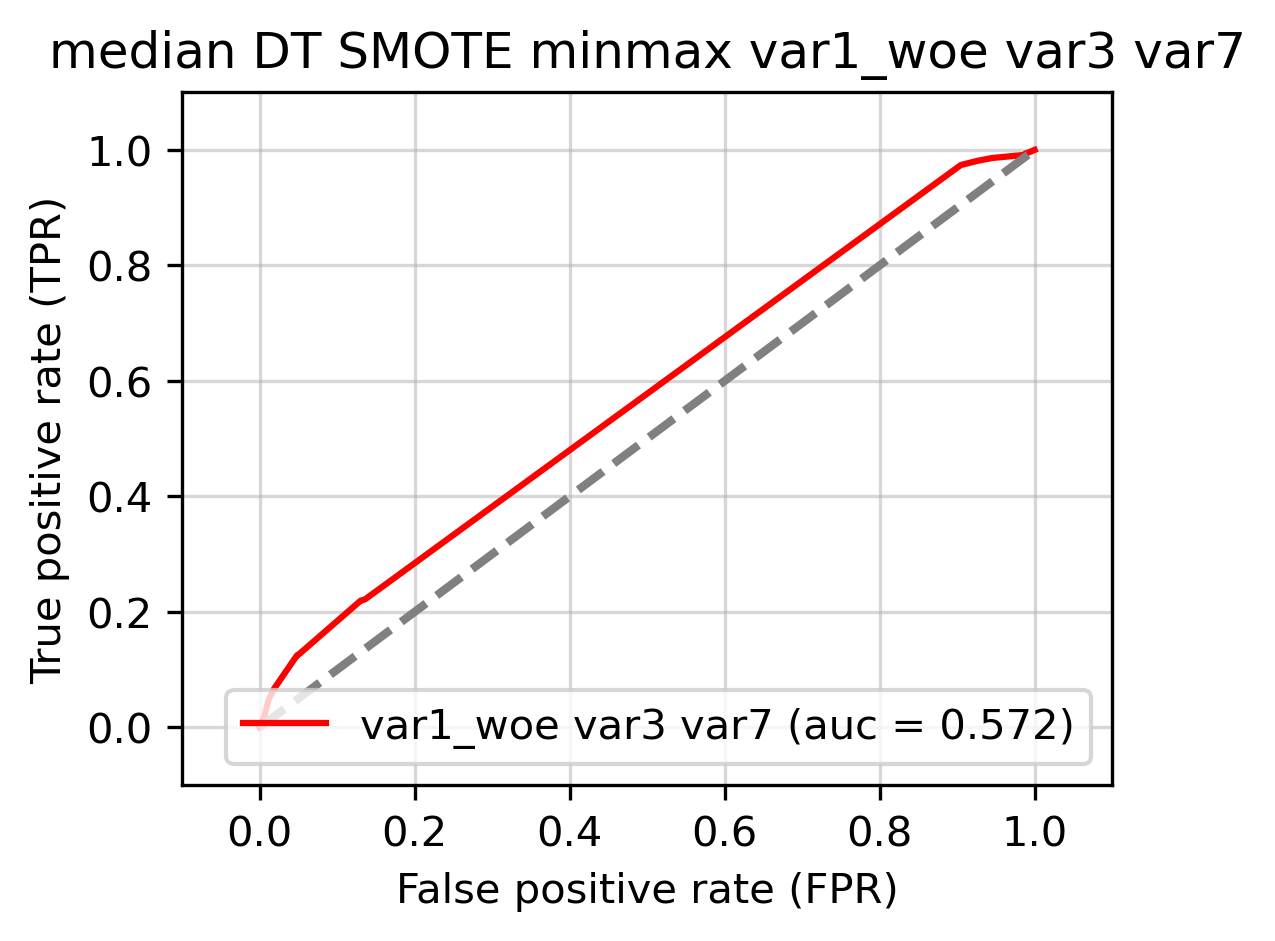 median DT SMOTE minmax var1_woe var3 var7
True positive rate (TPR)
1.0
0.8
0.6
0.4
0.2
0.0
var1_woe var3 var7 (auc = 0.572)
0.0 0.2 0.4 0.6 0.8 1.0
False positive rate (FPR)